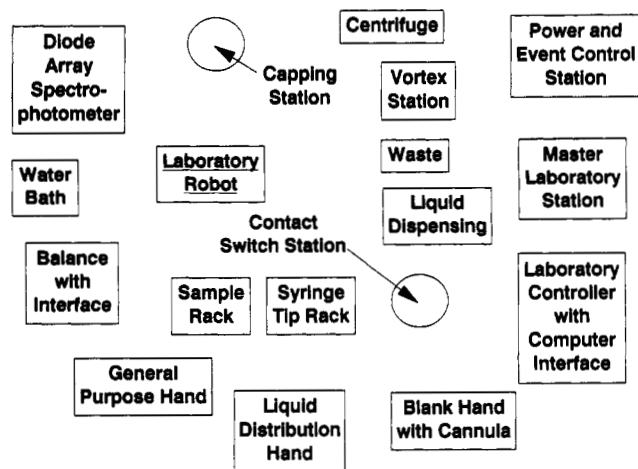 Diode
Array
Spectro-
photometer
Capping
Station
Centrifuge
Vortex
Station
Power and
Event Control
Station
Water
Bath
Laboratory
Robot
Waste
Liquid
Dispensing
Master
Laboratory
Station
Contact
Switch Station
Balance
with
Interface
Sample
Rack
Syringe
Tip Rack
Laboratory
Controller
with
Computer
Interface
General
Purpose Hand
Liquid
Distribution
Hand
Blank Hand
with Cannula